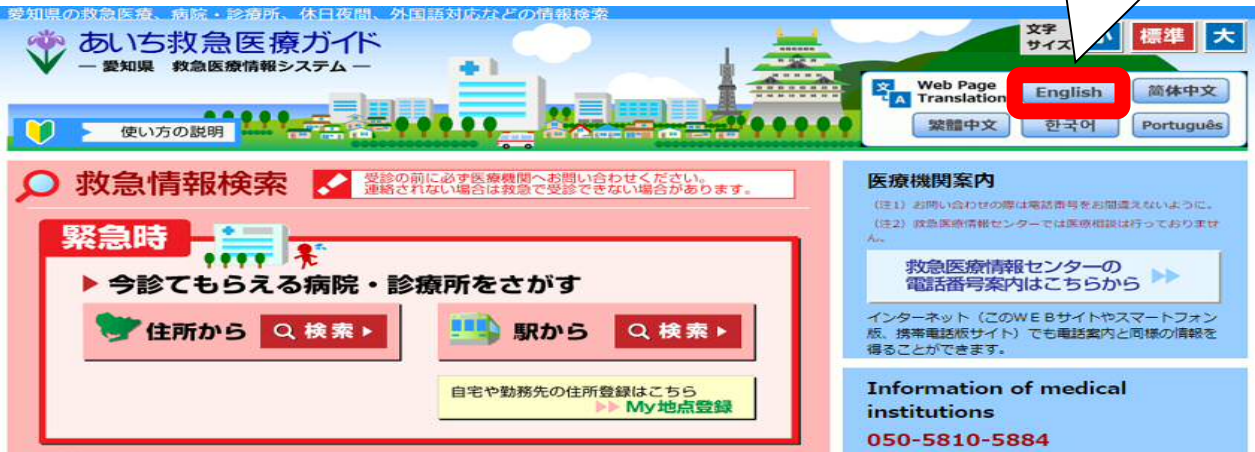 愛知県の救急医療、病院・診療所、休日夜間、外国語対応などの情報検索
あいち救急医療ガイド
― 愛知県 救急医療情報システム ―
使い方の説明
文字
サイズ
標準
大
Web Page
Translation
English
简体中文
繁體中文
한국어
Português
救急情報検索
受診の前に必ず医療機関へお問い合わせください。
連絡されない場合は救急で受診できない場合があります。
緊急時
今診てもらえる病院・診療所をさがす
住所から
検索
駅から
検索
自宅や勤務先の住所登録はこちら
My地点登録
医療機関案内
（注1）お問い合わせの際は電話番号をお間違えないように。
（注2）救急医療情報センターでは医療相談は行っておりませ
ん。
救急医療情報センターの
電話番号案内はこちらから
インターネット（このWEBサイトやスマートフォン
版、携帯電話版サイト）でも電話案内と同様の情報を
得ることができます。
Information of medical
institutions
050-5810-5884